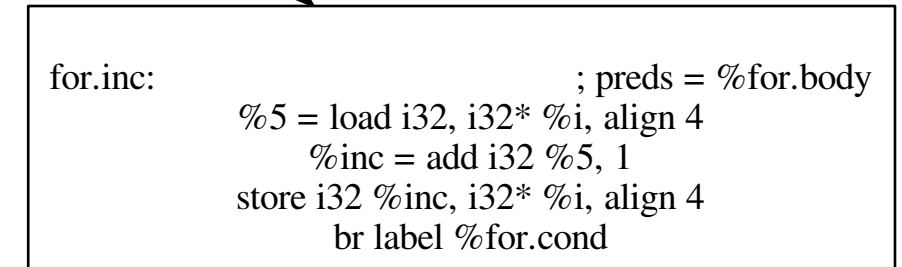 for.inc: ; preds = %for.body
%5 = load i32, i32* %i, align 4
%inc = add i32 %5, 1
store i32 %inc, i32* %i, align 4
br label %for.cond